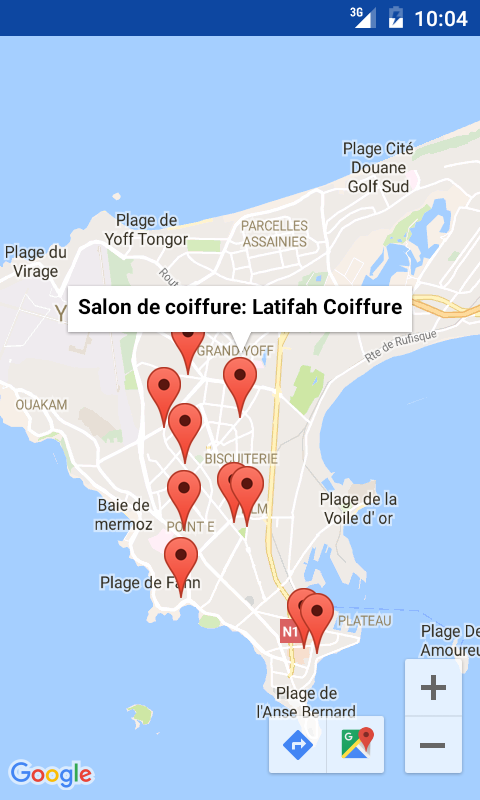 3G
10:04
Plage Cité
Douane
Golf Sud
Plage de
Yoff Tongor
PARCELLES
ASSAINIES
Plage du
Virage
Rout
Y
Salon de coiffure: Latifah Coiffure
GRAND YOFF
Rte de Rufisque
OUAKAM
BISCUITERIE
Plage de la
Voile d' or
Baie de
mermoz
LM
POINT E
Plage de Fann
N1
PLATEAU
Plage De
Amoureu
Plage de
l'Anse Bernard
G
Google